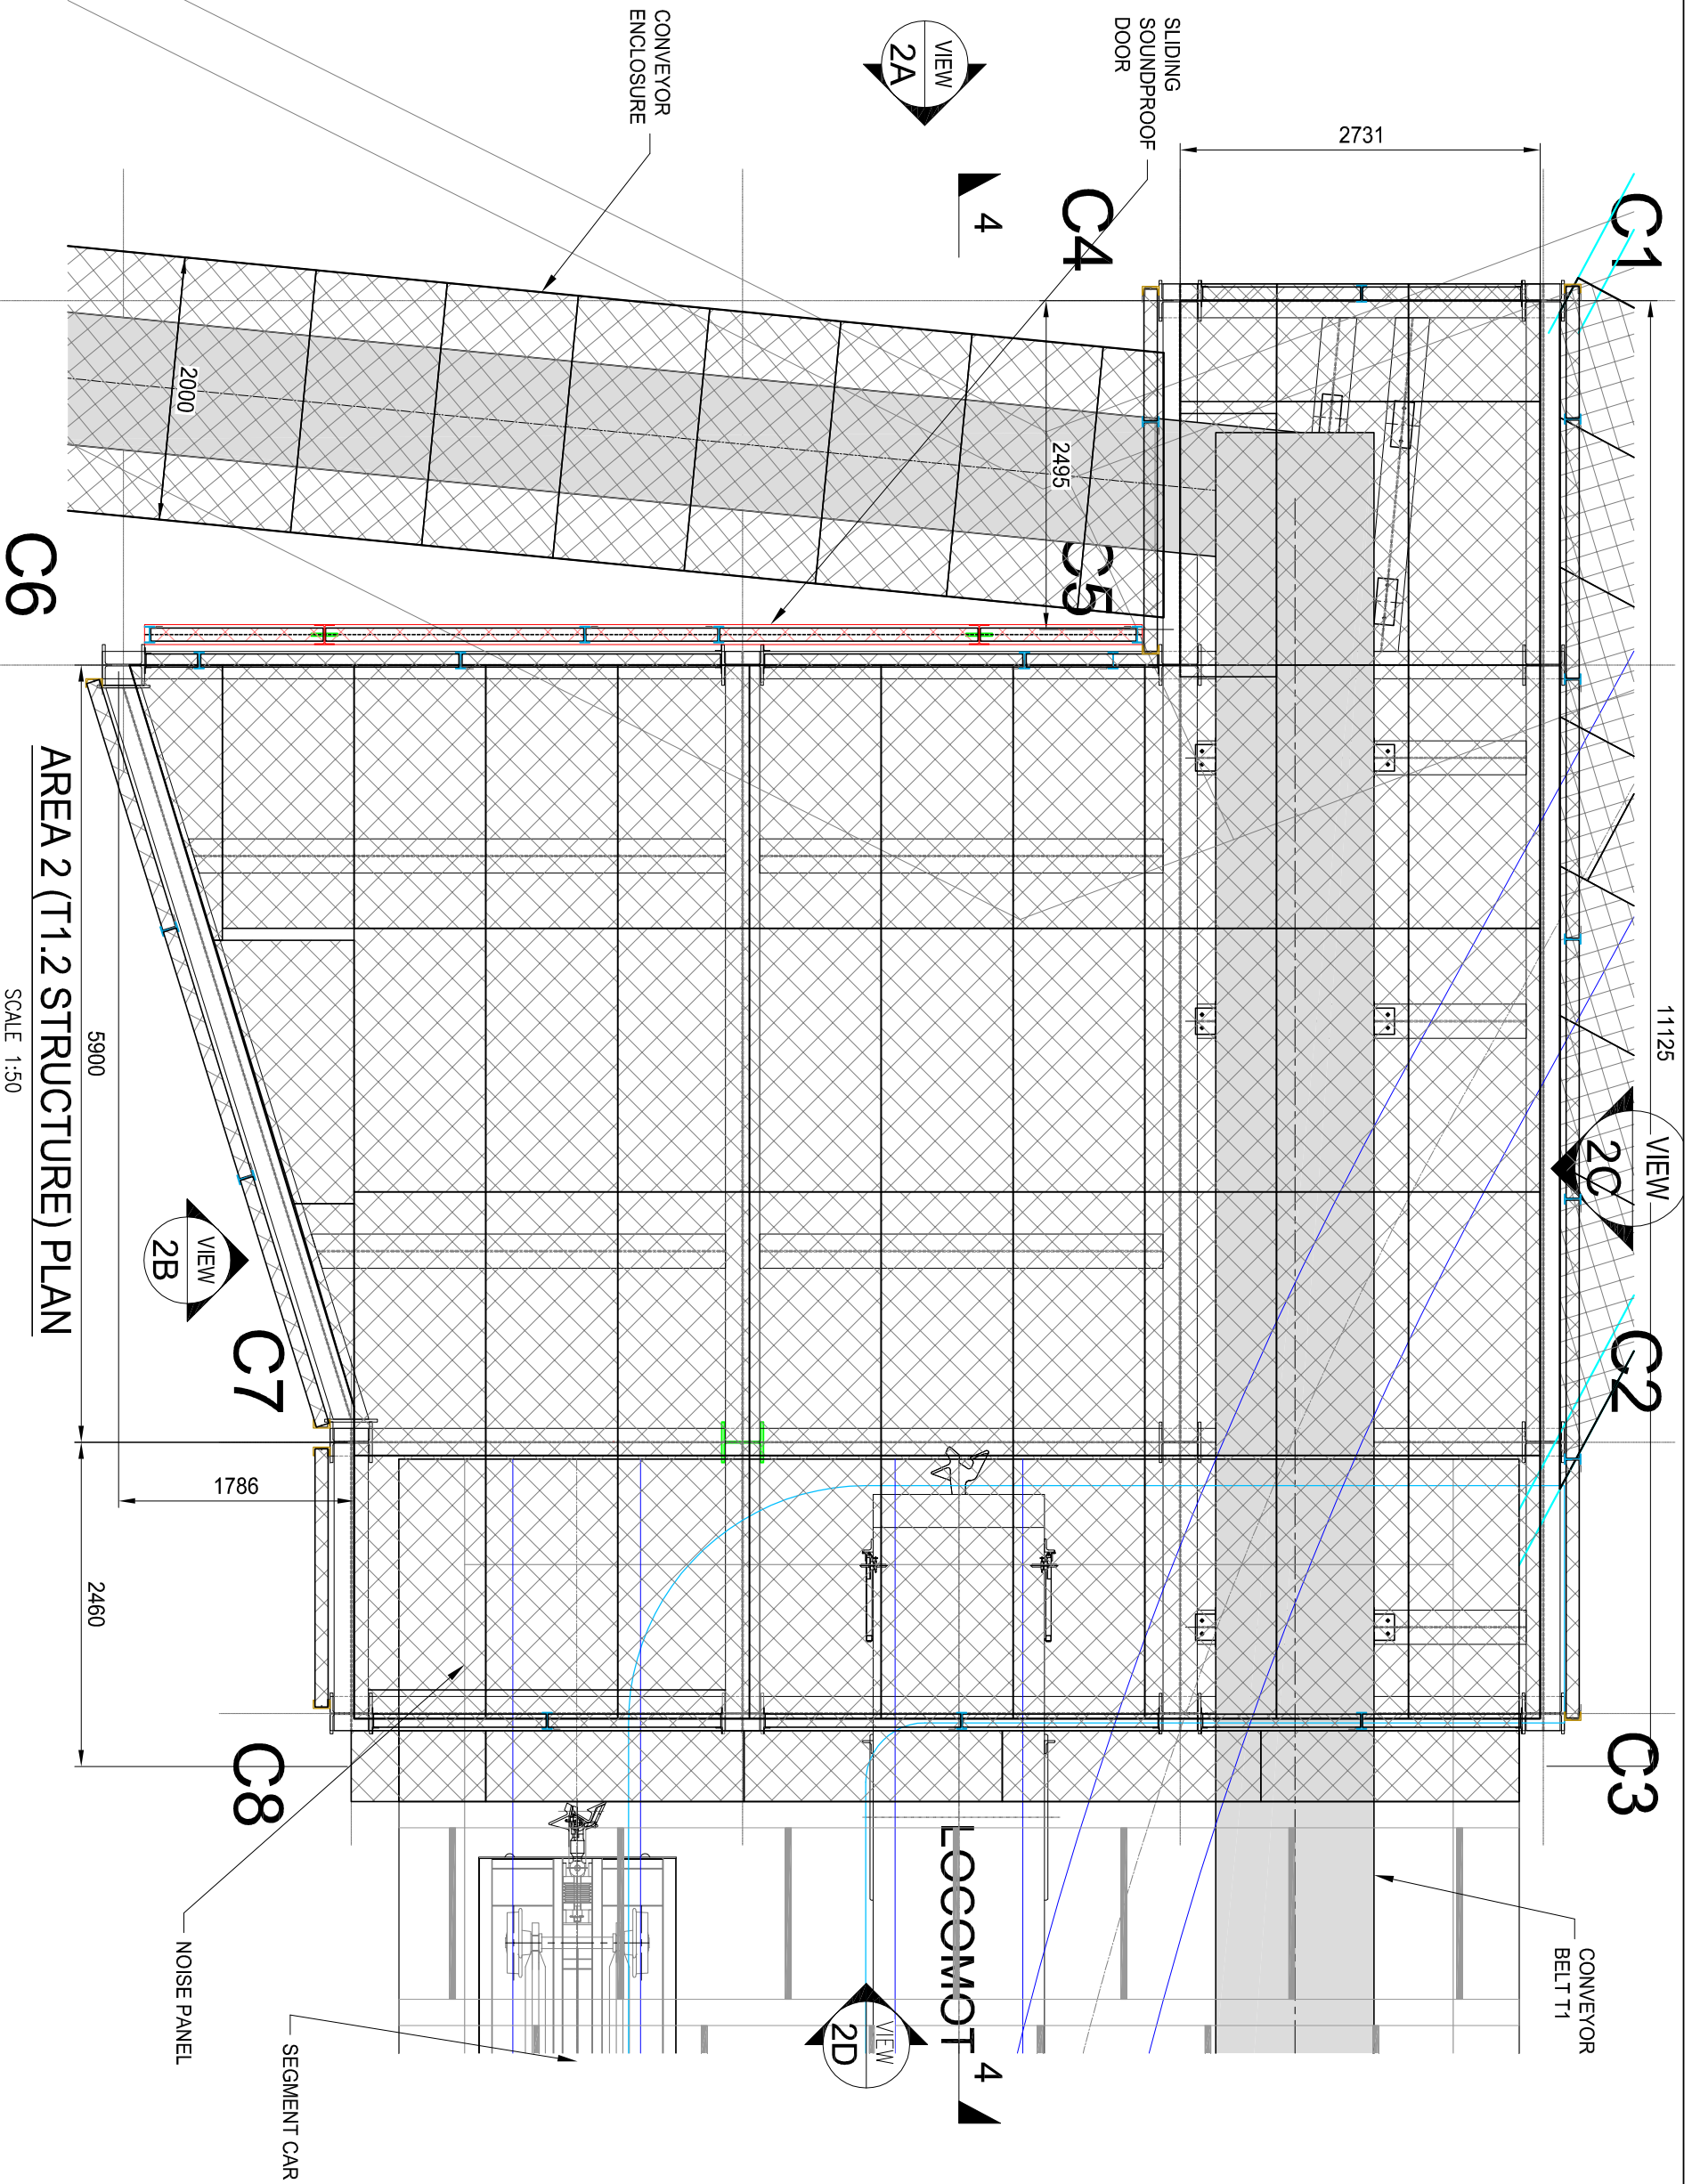 C1
11125
VIEW
2C
C2
C3
2731
SLIDING
SOUNDPROOF
DOOR
CONVEYOR
BELT T1
C4
4
2495
C5
VIEW
2A
LOCOMOT
4
VIEW
2D
CONVEYOR
ENCLOSURE
2000
1786
VIEW
2B
C7
C8
NOISE PANEL
SEGMENT CAR
5900
2460
C6
AREA 2 (T1.2 STRUCTURE) PLAN
SCALE 1:50